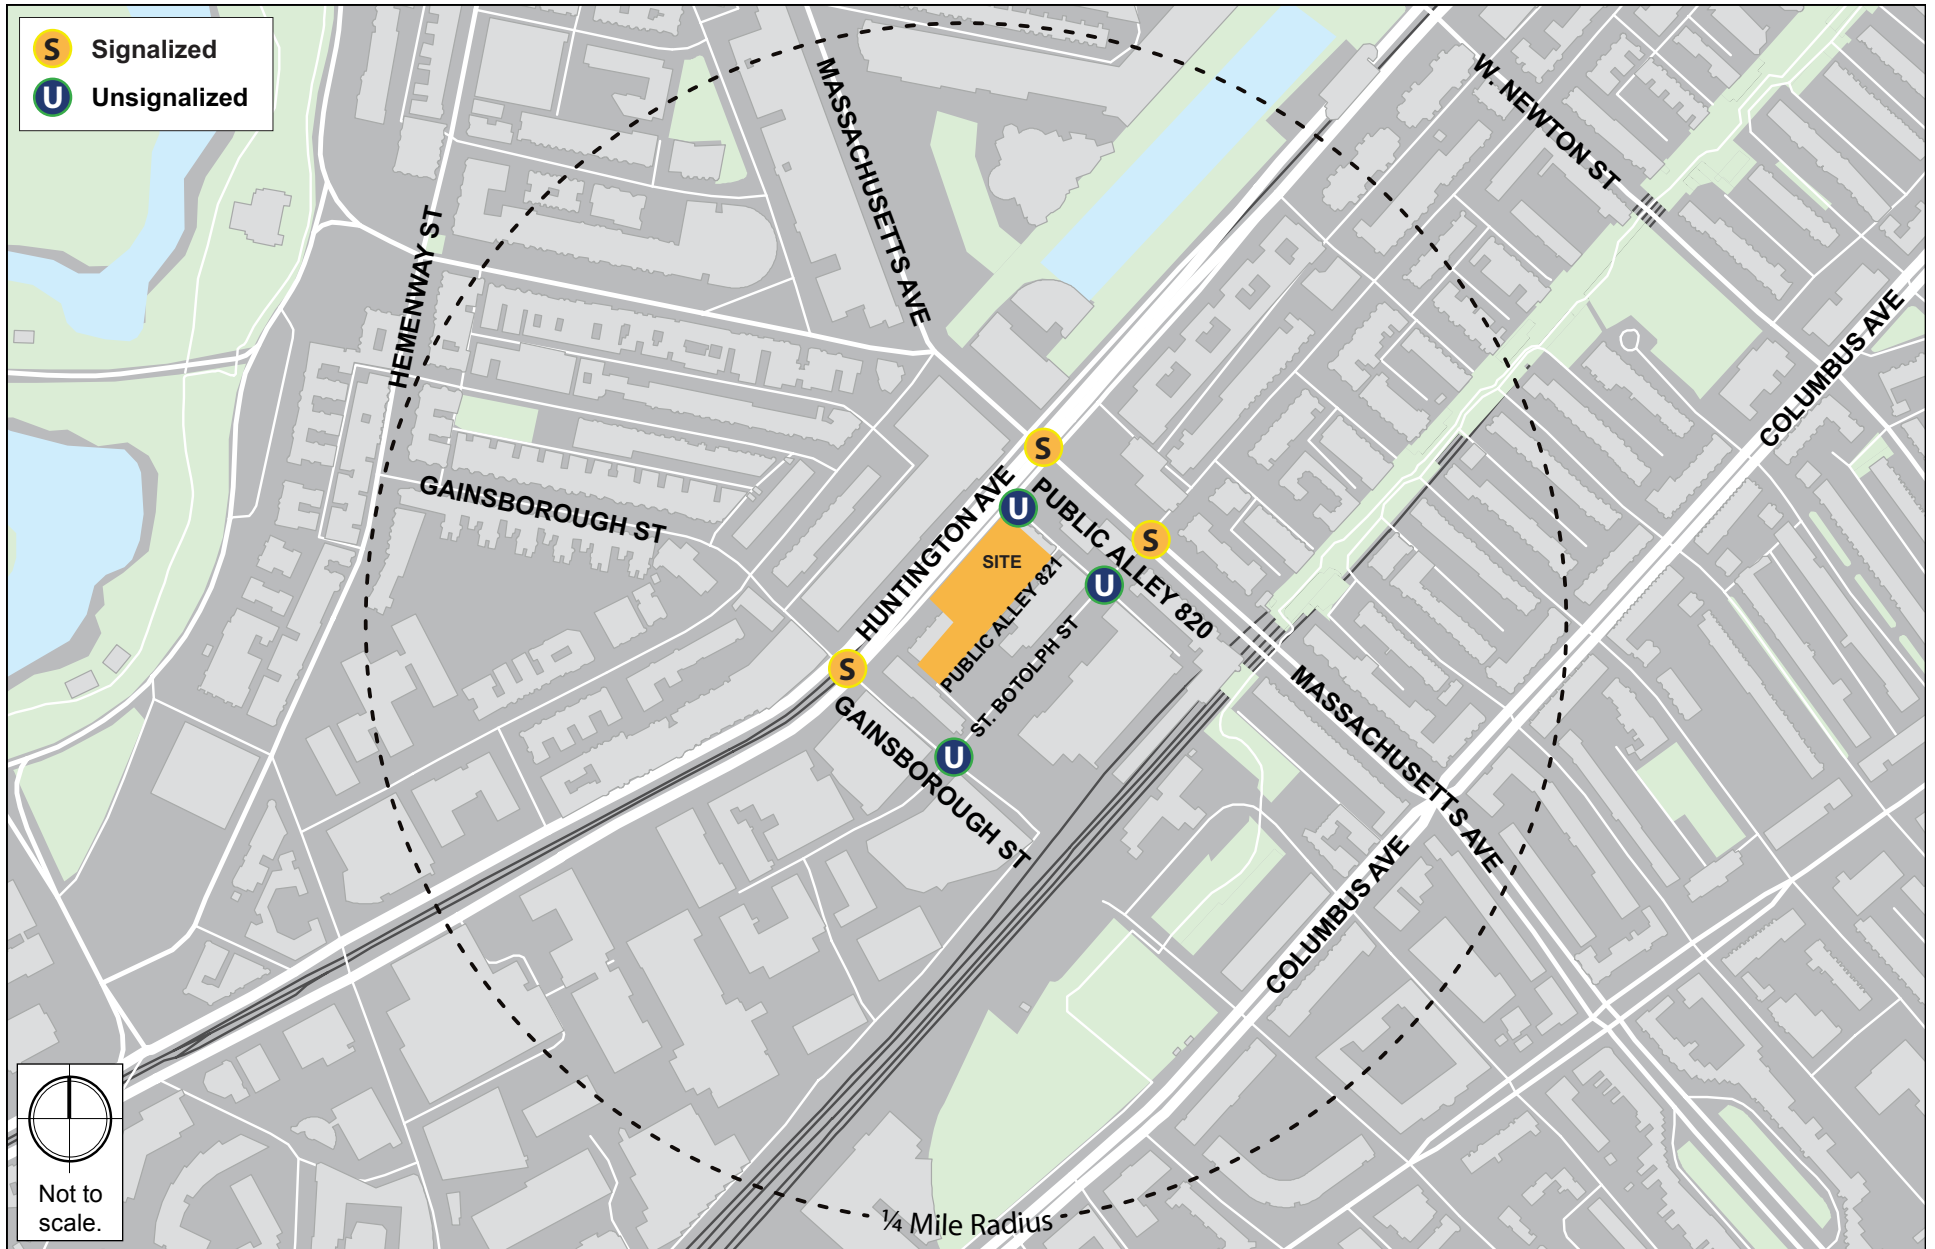 S Signalized
U Unsignalized
MASSACHUSETTS AVE
W. NEWTON ST
HEMENWAY ST
COLUMBUS AVE
GAINSBOROUGH ST
S
HUNTINGTON AVE
U
PUBLIC ALLEY 820
S
SITE
PUBLIC ALLEY 821
U
ST. BOTOLPH ST
S
GAINSBOROUGH ST
U
MASSACHUSETTS AVE
COLUMBUS AVE
Not to
scale.
¼ Mile Radius